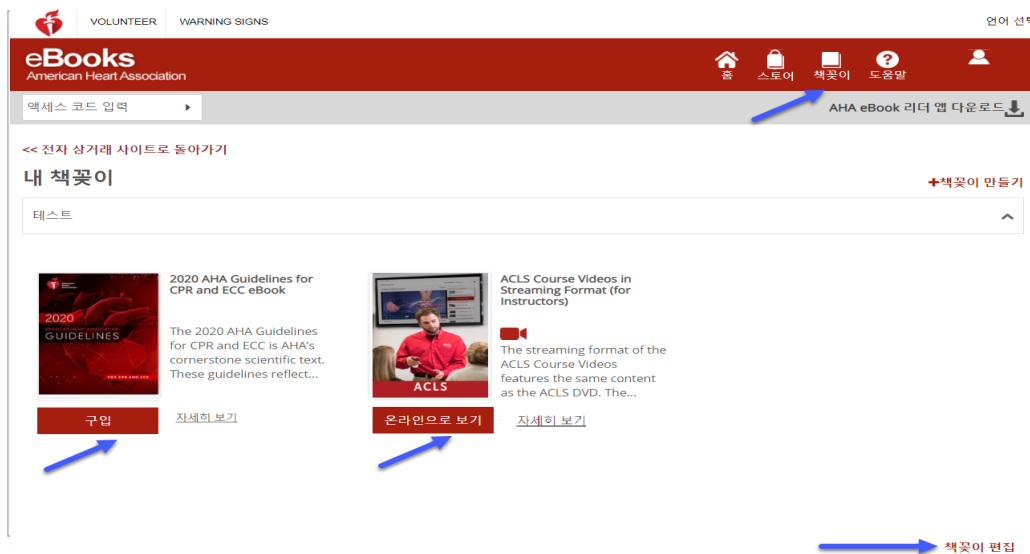 VOLUNTEER WARNING SIGNS 언어 선택
eBooks
American Heart Association
홈 스토어 책꽂이 도움말
액세스 코드 입력
AHA eBook 리더 앱 다운로드
<< 전자 상거래 사이트로 돌아가기
내 책꽂이
+책꽂이 만들기
테스트
2020 AHA Guidelines for
CPR and ECC eBook
The 2020 AHA Guidelines
for CPR and ECC is AHA's
cornerstone scientific text.
These guidelines reflect...
2020
GUIDELINES
구입
자세히 보기
ACLS Course Videos in
Streaming Format (for
Instructors)
The streaming format of the
ACLS Course Videos
features the same content
as the ACLS DVD. The...
ACLS
온라인으로 보기
자세히 보기
책꽂이 편집